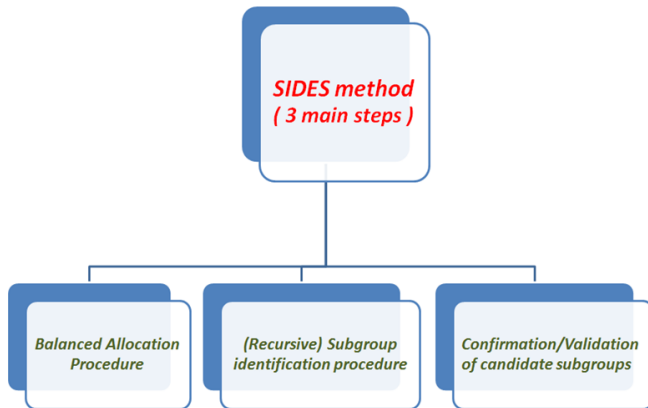 SIDES method
( 3 main steps )
Balanced Allocation
Procedure
(Recursive) Subgroup
identification procedure
Confirmation/Validation
of candidate subgroups